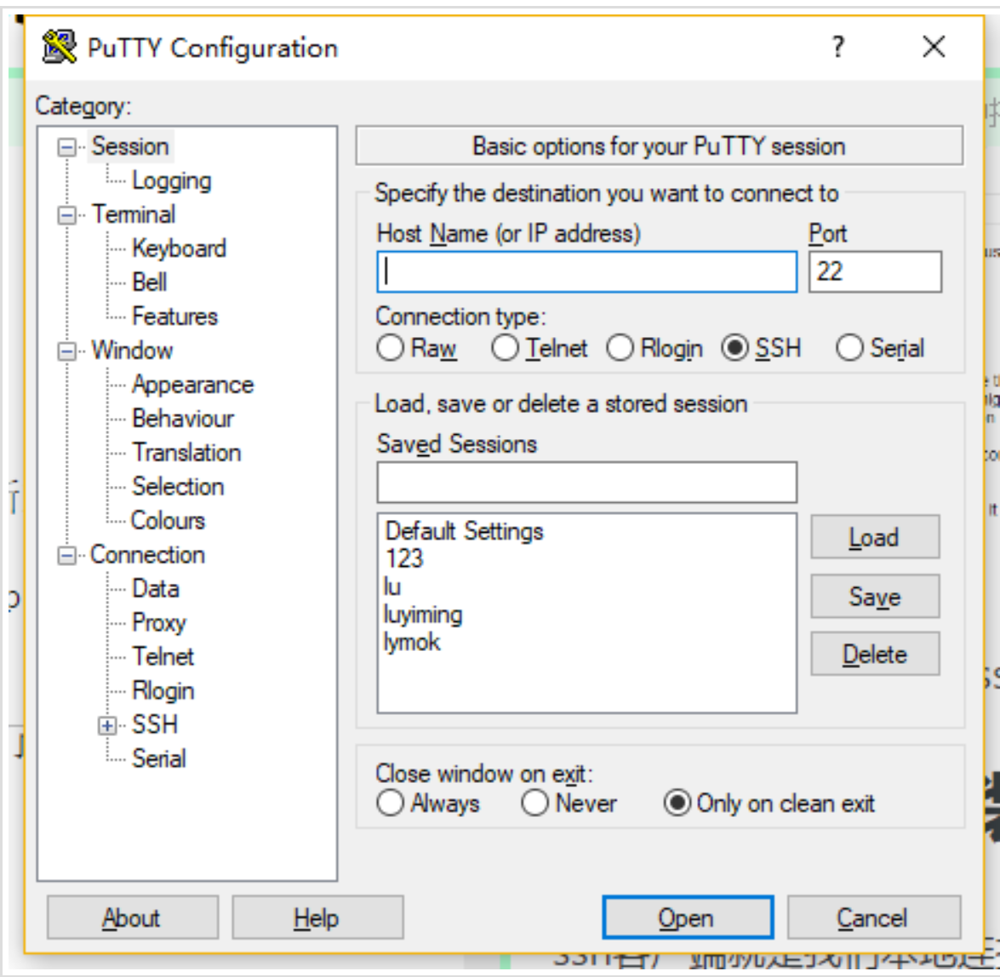 PuTTY Configuration
?
Category:
Session
Logging
Terminal
Keyboard
Bell
Features
Window
Appearance
Behaviour
Translation
Selection
Colours
Connection
Data
Proxy
Telnet
Rlogin
SSH
Serial
Basic options for your PuTTY session
Specify the destination you want to connect to
Host Name (or IP address) Port
22
Connection type:
Raw Telnet Rlogin SSH Serial
Load, save or delete a stored session
Saved Sessions
Default Settings
123
lu
luyiming
lymok
Load
Save
Delete
Close window on exit:
Always Never Only on clean exit
About Help Open Cancel